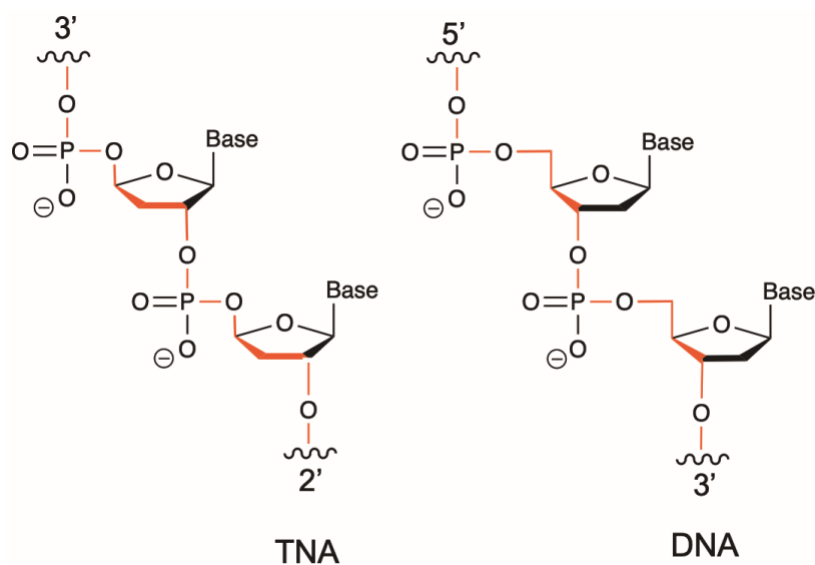 3’ 5’
O O
O=P-O O Base O=P-O O Base
⊖ O ⊖ O
O O
O=P-O O Base O=P-O O Base
⊖ O ⊖ O
O O
2’ 3’
TNA DNA